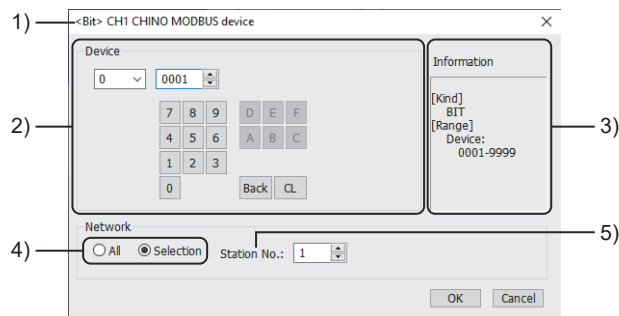 1)
<Bit> CH1 CHINO MODBUS device
Device
0 0001
7 8 9 D E F
4 5 6 A B C
1 2 3
0 Back CL
2)
Information
[Kind]
BIT
[Range]
Device:
0001-9999
3)
Network
4)
All Selection Station No.: 1
5)
OK Cancel